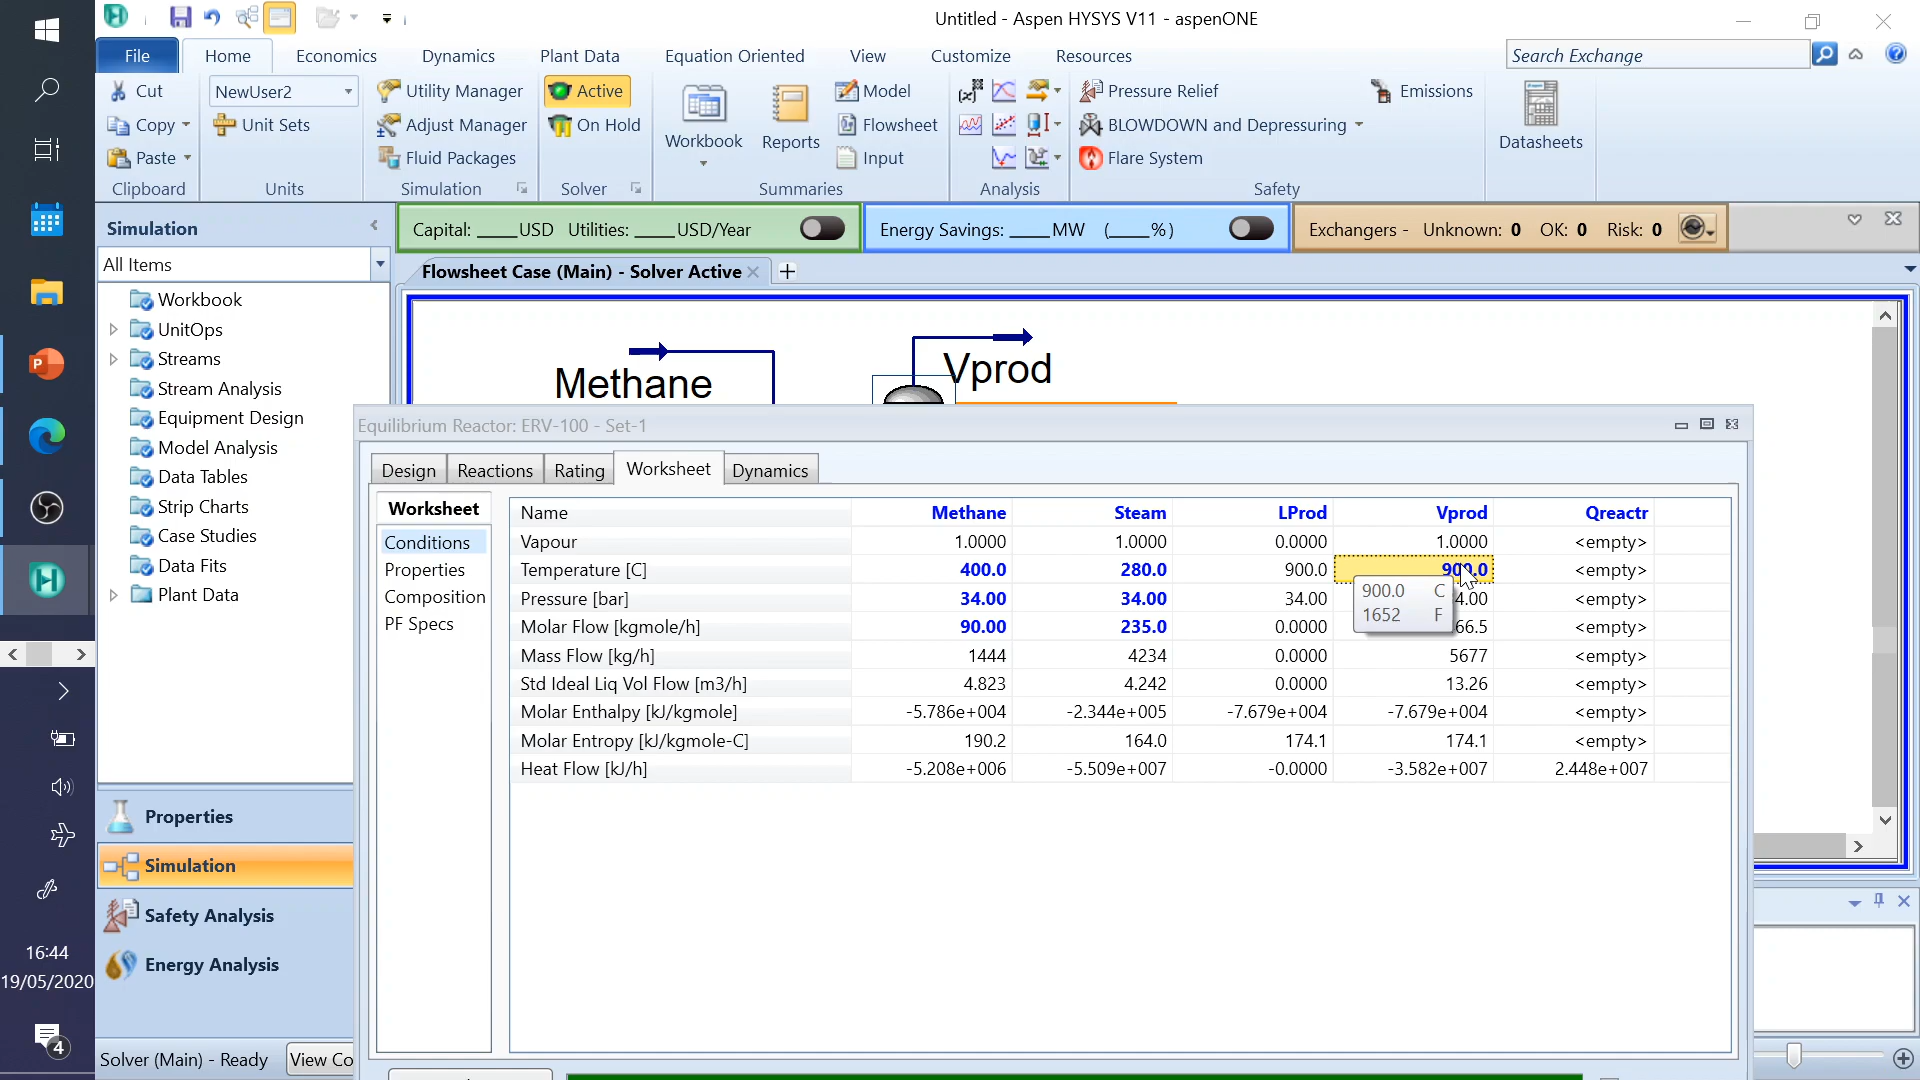 Untitled - Aspen HYSYS V11 - aspenONE
File Home Economics Dynamics Plant Data Equation Oriented View Customize Resources Search Exchange
Cut
Copy
Paste
Clipboard
NewUser2
Unit Sets
Units
Utility Manager
Adjust Manager
Fluid Packages
Simulation
Active
On Hold
Solver
Workbook
Reports
Model
Flowsheet
Input
Summaries
Analysis
Pressure Relief
BLOWDOWN and Depressuring
Flare System
Emissions
Safety
Datasheets
Simulation
All Items
Workbook
UnitOps
Streams
Stream Analysis
Equipment Design
Model Analysis
Data Tables
Strip Charts
Case Studies
Data Fits
Plant Data
Properties
Simulation
Safety Analysis
Energy Analysis
Solver (Main) - Ready View Co
16:44
19/05/2020
4
Capital: ____USD Utilities: ____USD/Year
Energy Savings: ____MW (____%)
Exchangers - Unknown: 0 OK: 0 Risk: 0
Flowsheet Case (Main) - Solver Active
Methane
Vprod
Equilibrium Reactor: ERV-100 - Set-1
Design Reactions Rating Worksheet Dynamics
Worksheet
Conditions
Properties
Composition
PF Specs
Name Methane Steam LProd Vprod Qreactr
Vapour 1.0000 1.0000 0.0000 1.0000 <empty>
Temperature [C] 400.0 280.0 900.0 900.0 <empty>
Pressure [bar] 34.00 34.00 34.00 4.00 <empty>
Molar Flow [kgmole/h] 90.00 235.0 0.0000 66.5 <empty>
Mass Flow [kg/h] 1444 4234 0.0000 5677 <empty>
Std Ideal Liq Vol Flow [m3/h] 4.823 4.242 0.0000 13.26 <empty>
Molar Enthalpy [kJ/kgmole] -5.786e+004 -2.344e+005 -7.679e+004 -7.679e+004 <empty>
Molar Entropy [kJ/kgmole-C] 190.2 164.0 174.1 174.1 <empty>
Heat Flow [kJ/h] -5.208e+006 -5.509e+007 -0.0000 -3.582e+007 2.448e+007
900.0 C
1652 F